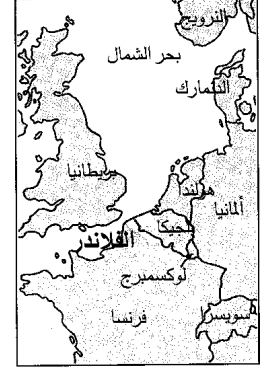 النرويج
بحر الشمال
الدنمارك
بريطانيا
هولندا
ألمانيا
بلجيكا
الفلاندر
لوكسمبرج
فرنسا
سويسرا